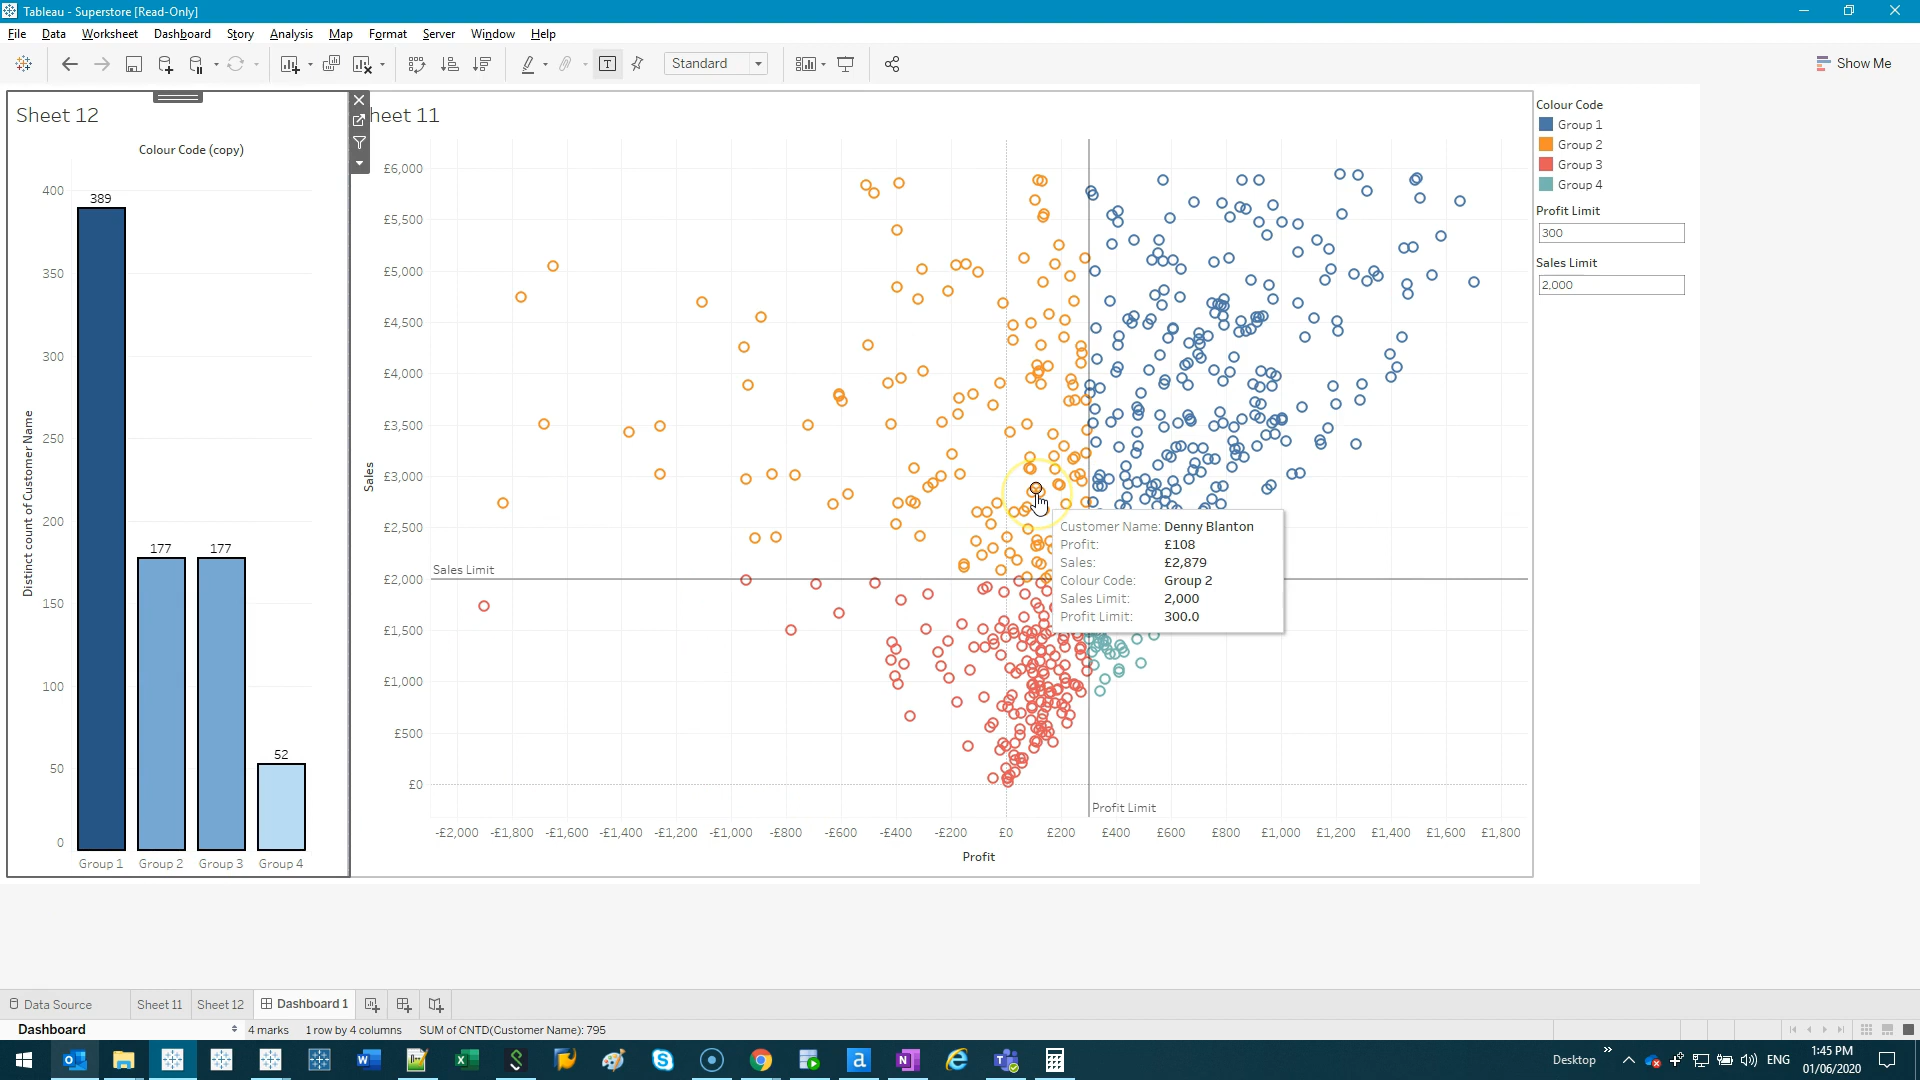 Tableau - Superstore [Read-Only]
File Data Worksheet Dashboard Story Analysis Map Format Server Window Help
Standard
Show Me
Sheet 12
Colour Code (copy)
Distinct count of Customer Name
400
350
300
250
200
150
100
50
0
389
177
177
52
Group 1 Group 2 Group 3 Group 4
heet 11
Sales
£6,000
£5,500
£5,000
£4,500
£4,000
£3,500
£3,000
£2,500
£2,000
£1,500
£1,000
£500
£0
Sales Limit
Customer Name: Denny Blanton
Profit: £108
Sales: £2,879
Colour Code: Group 2
Sales Limit: 2,000
Profit Limit: 300.0
Profit Limit
-£2,000 -£1,800 -£1,600 -£1,400 -£1,200 -£1,000 -£800 -£600 -£400 -£200 £0 £200 £400 £600 £800 £1,000 £1,200 £1,400 £1,600 £1,800
Profit
Colour Code
Group 1
Group 2
Group 3
Group 4
Profit Limit
300
Sales Limit
2,000
Data Source Sheet 11 Sheet 12 Dashboard 1
Dashboard 4 marks 1 row by 4 columns SUM of CNTD(Customer Name): 795
Desktop ENG 1:45 PM
01/06/2020